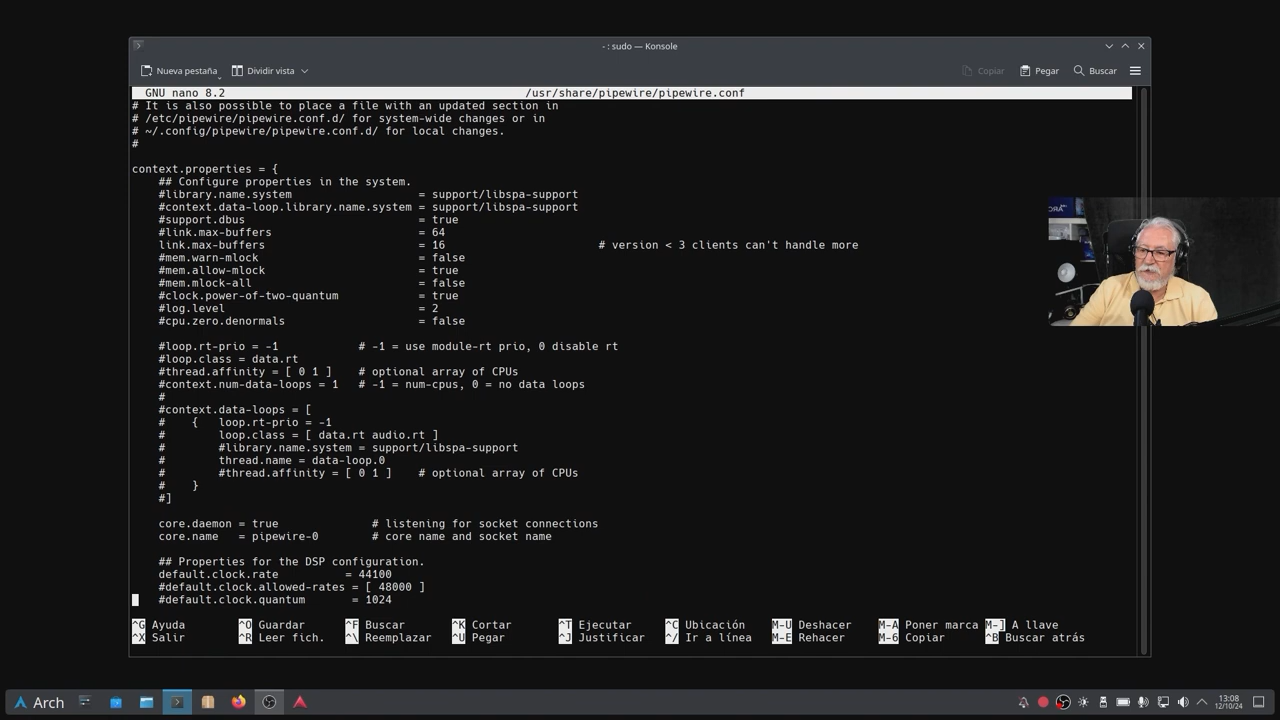 - : sudo — Konsole
Nueva pestaña Dividir vista Copiar Pegar Buscar
GNU nano 8.2 /usr/share/pipewire/pipewire.conf
# It is also possible to place a file with an updated section in
# /etc/pipewire/pipewire.conf.d/ for system-wide changes or in
# ~/.config/pipewire/pipewire.conf.d/ for local changes.
#
context.properties = {
## Configure properties in the system.
#library.name.system = support/libspa-support
#context.data-loop.library.name.system = support/libspa-support
#support.dbus = true
#link.max-buffers = 64
link.max-buffers = 16 # version < 3 clients can't handle more
#mem.warn-mlock = false
#mem.allow-mlock = true
#mem.mlock-all = false
#clock.power-of-two-quantum = true
#log.level = 2
#cpu.zero.denormals = false
#loop.rt-prio = -1 # -1 = use module-rt prio, 0 disable rt
#loop.class = data.rt
#thread.affinity = [ 0 1 ] # optional array of CPUs
#context.num-data-loops = 1 # -1 = num-cpus, 0 = no data loops
#
#context.data-loops = [
# { loop.rt-prio = -1
# loop.class = [ data.rt audio.rt ]
# #library.name.system = support/libspa-support
# thread.name = data-loop.0
# #thread.affinity = [ 0 1 ] # optional array of CPUs
# }
#]
core.daemon = true # listening for socket connections
core.name = pipewire-0 # core name and socket name
## Properties for the DSP configuration.
default.clock.rate = 44100
#default.clock.allowed-rates = [ 48000 ]
#default.clock.quantum = 1024
^G Ayuda ^O Guardar ^F Buscar ^K Cortar ^T Ejecutar ^C Ubicación M-U Deshacer M-A Poner marca M-] A llave
^X Salir ^R Leer fich. ^\ Reemplazar ^U Pegar ^J Justificar ^/ Ir a línea M-E Rehacer M-6 Copiar ^B Buscar atrás
Arch
13:08
12/10/24